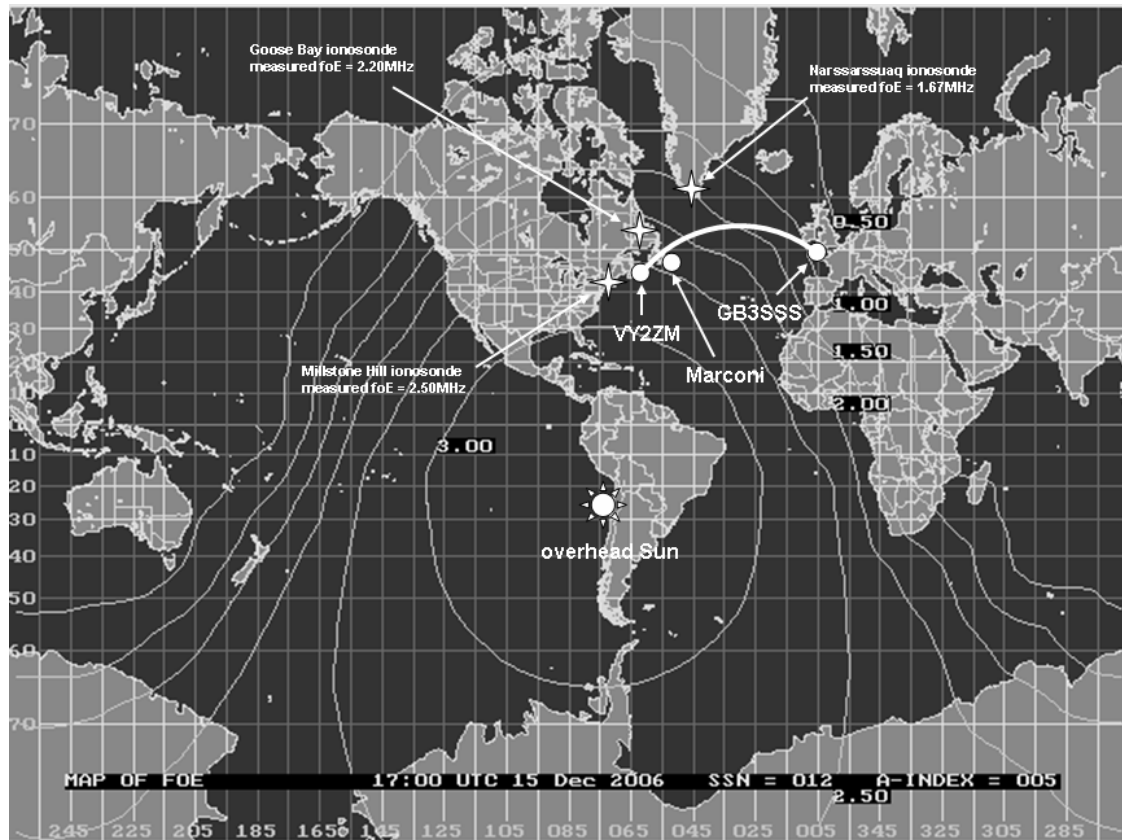 Goose Bay ionosonde
measured foE = 2.20MHz
Narssarssuaq ionosonde
measured foE = 1.67MHz
70
60
0.50
50
40
1.00
GB3SSS
30
VY2ZM
1.50
20
Millstone Hill ionosonde
measured foE = 2.50MHz
Marconi
10
2.00
3.00
10
20
30
overhead Sun
40
50
60
70
MAP OF FOE 17:00 UTC 15 Dec 2006 SSN = 012 A-INDEX = 005
2.50
245 225 205 185 165 145 125 105 085 065 045 025 005 345 325 305 285